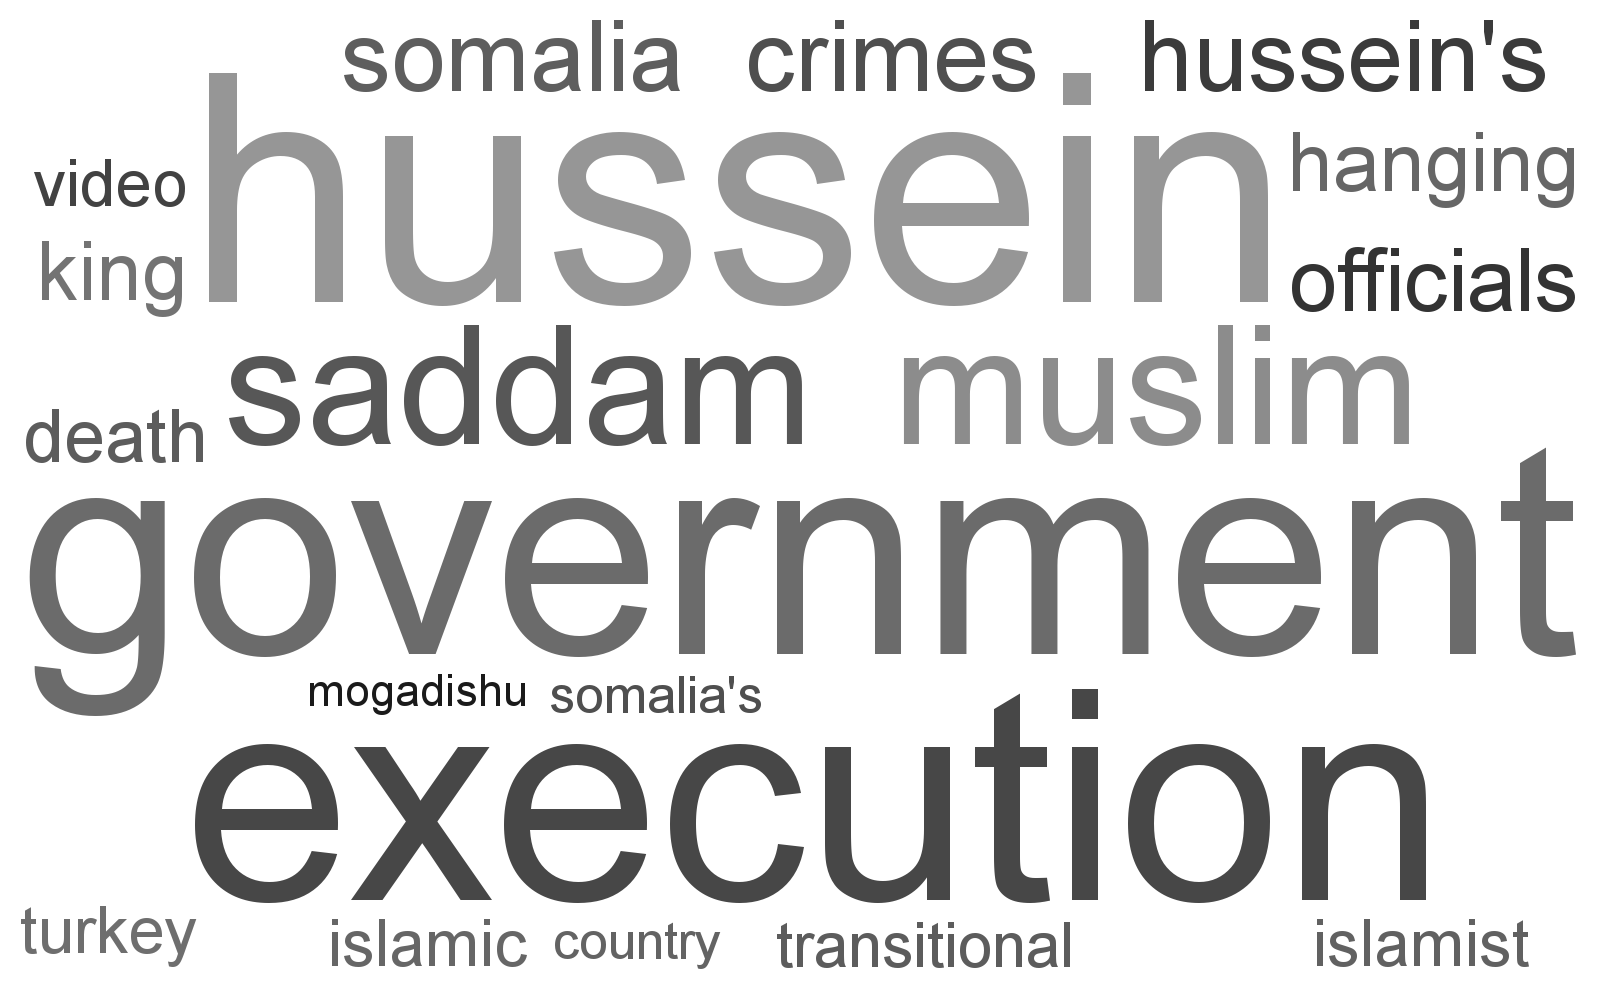 somalia crimes hussein's
video hussein hanging
king officials
saddam muslim
death
government
mogadishu somalia's
execution
turkey islamic country transitional islamist